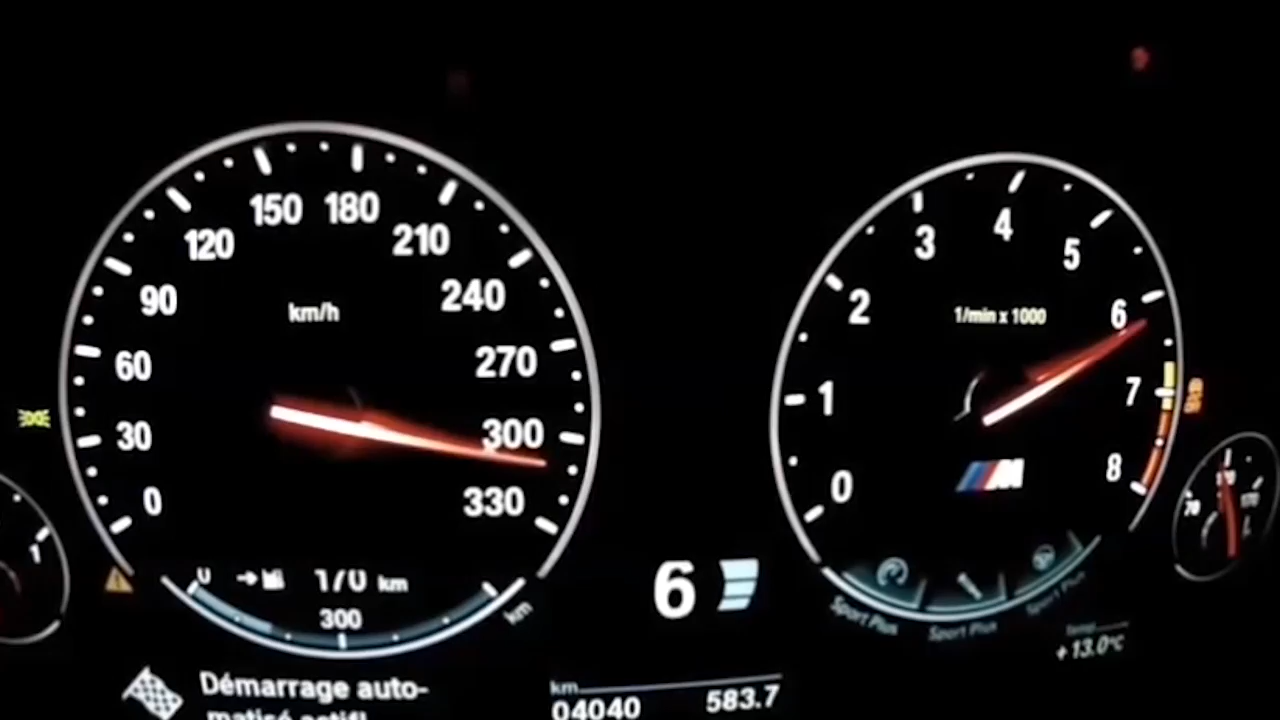 0
30
60
90
120
150
180
210
240
270
300
330
km/h
170 km
300
km
Démarrage auto-
matisé actif!
6
km
04040 583.7
0
1
2
3
4
5
6
7
8
1/min x 1000
M
Sport Plus
Sport Plus
Sport Plus
+13.0°C
1
70